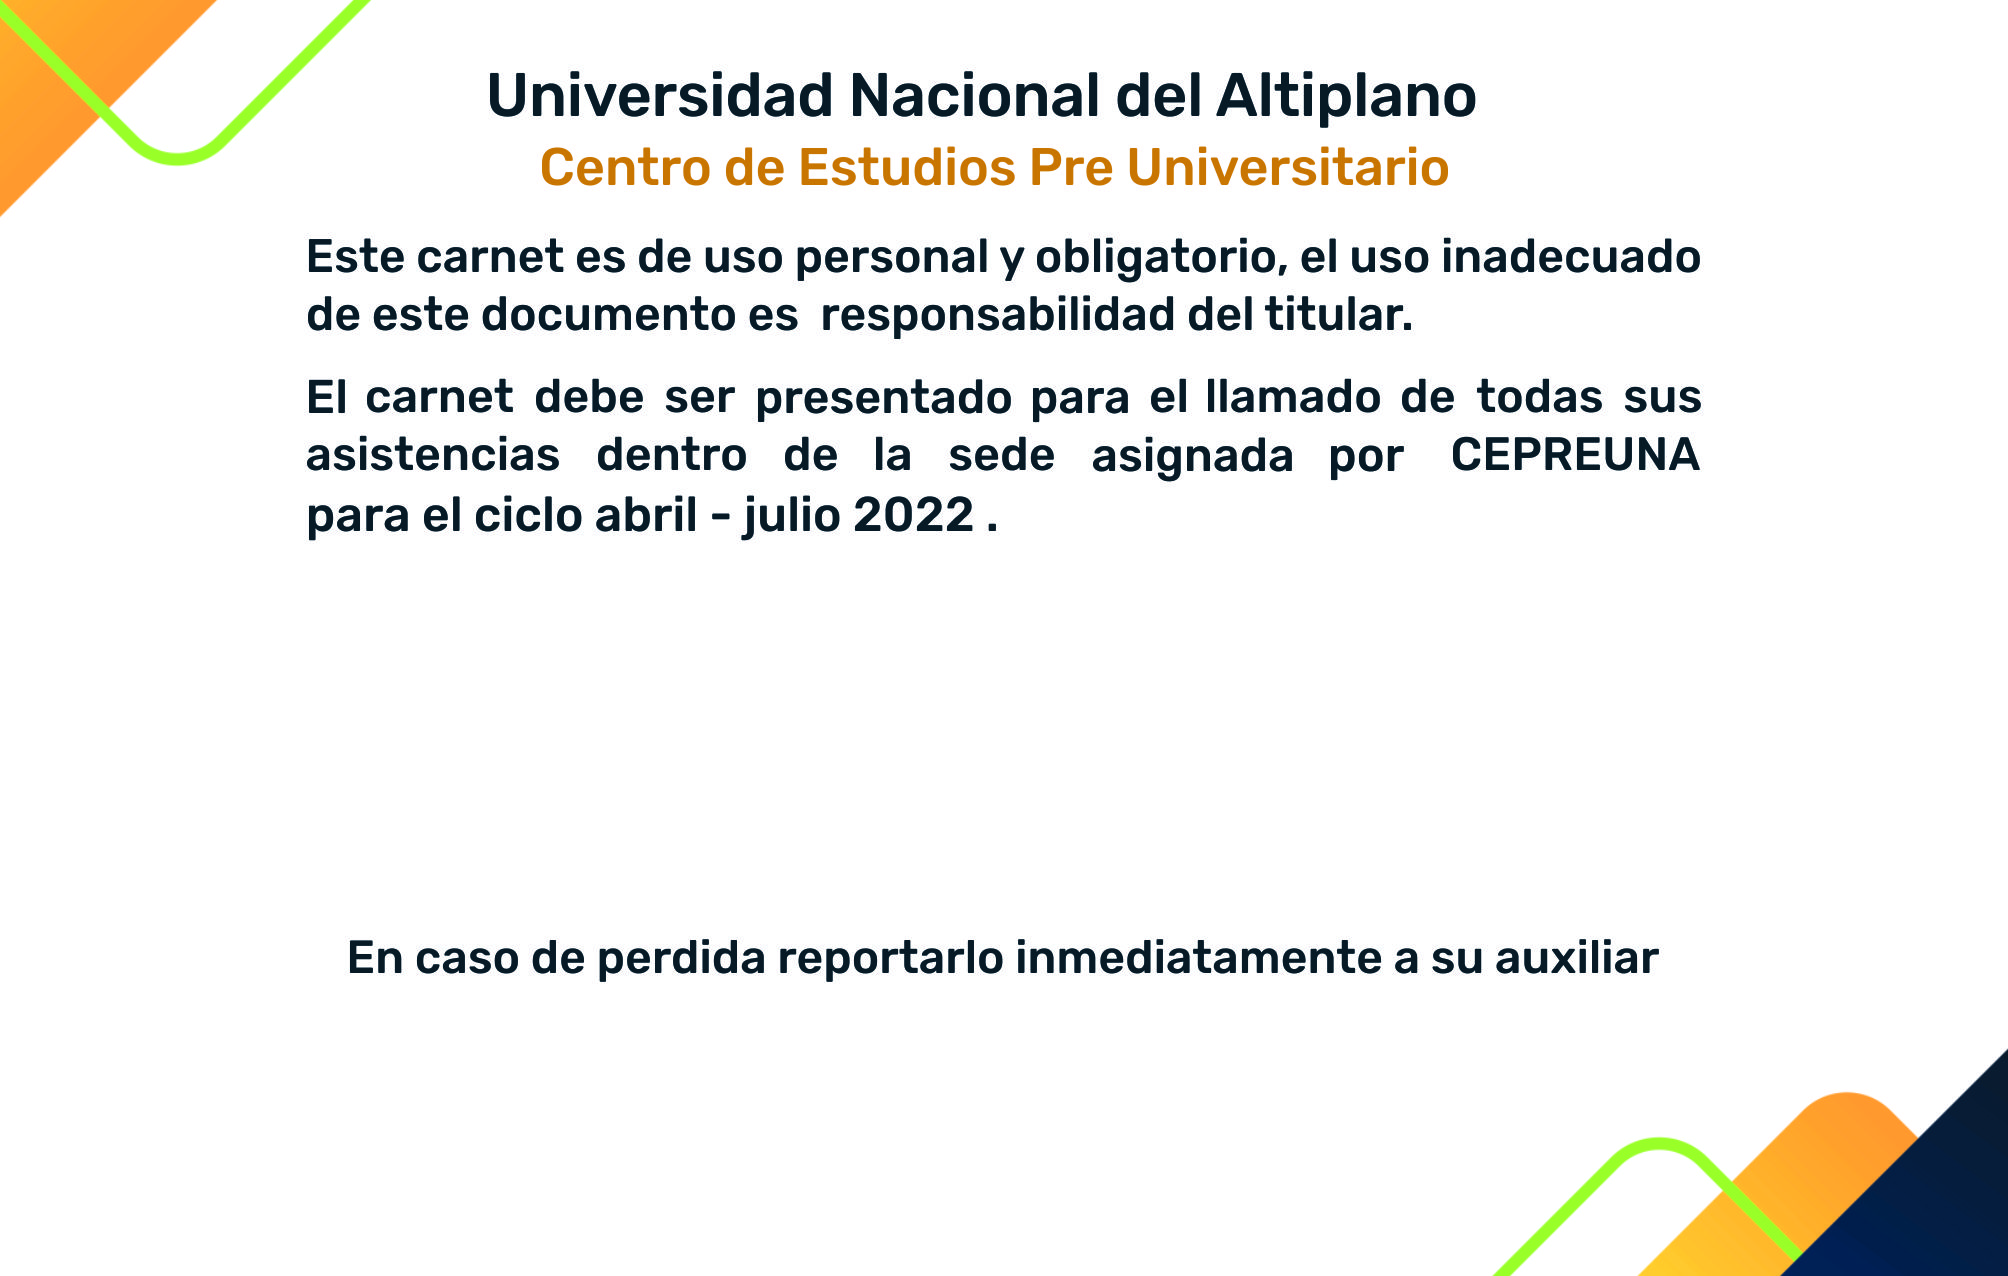 Universidad Nacional del Altiplano
Centro de Estudios Pre Universitario
Este carnet es de uso personal y obligatorio, el uso inadecuado
de este documento es responsabilidad del titular.
El carnet debe ser presentado para el llamado de todas sus
asistencias dentro de la sede asignada por CEPREUNA
para el ciclo abril - julio 2022 .
En caso de perdida reportarlo inmediatamente a su auxiliar